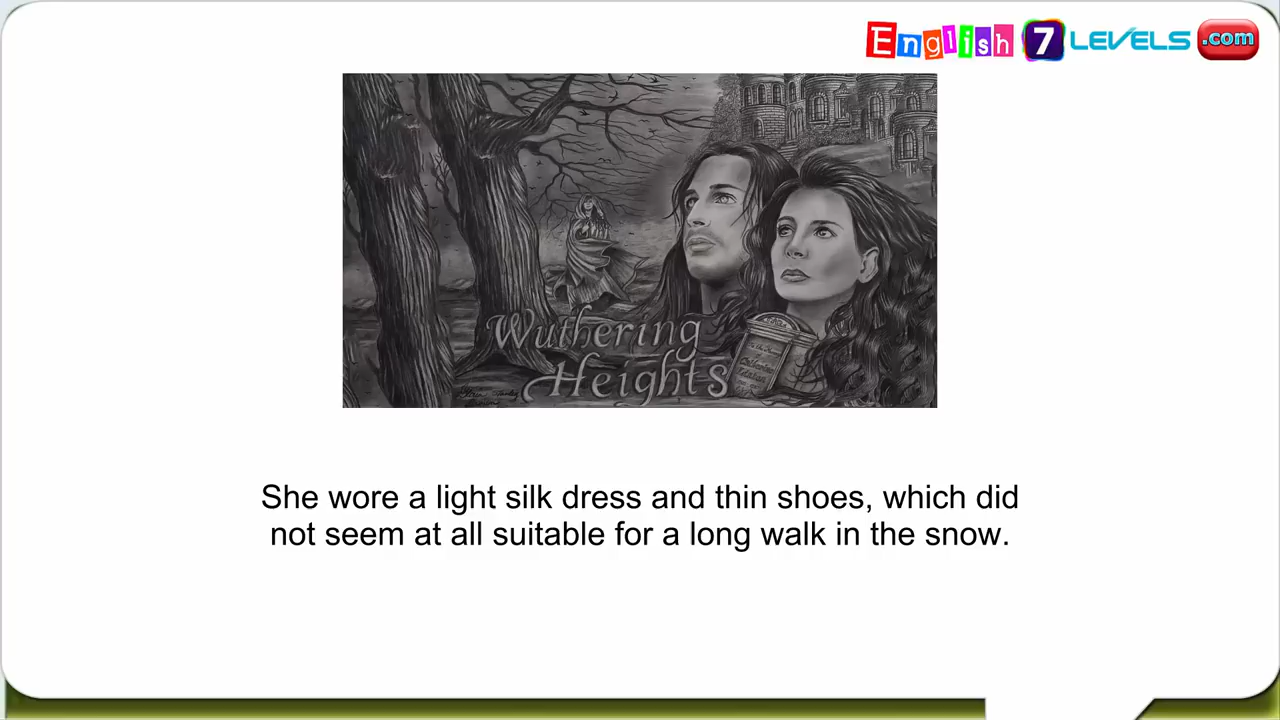 English 7 LEVELS .com
Wuthering
Heights
She wore a light silk dress and thin shoes, which did
not seem at all suitable for a long walk in the snow.